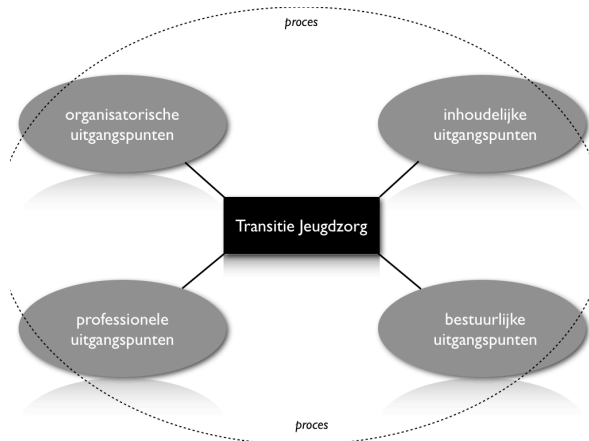 proces
organisatorische
uitgangspunten
inhoudelijke
uitgangspunten
Transitie Jeugdzorg
professionele
uitgangspunten
bestuurlijke
uitgangspunten
proces